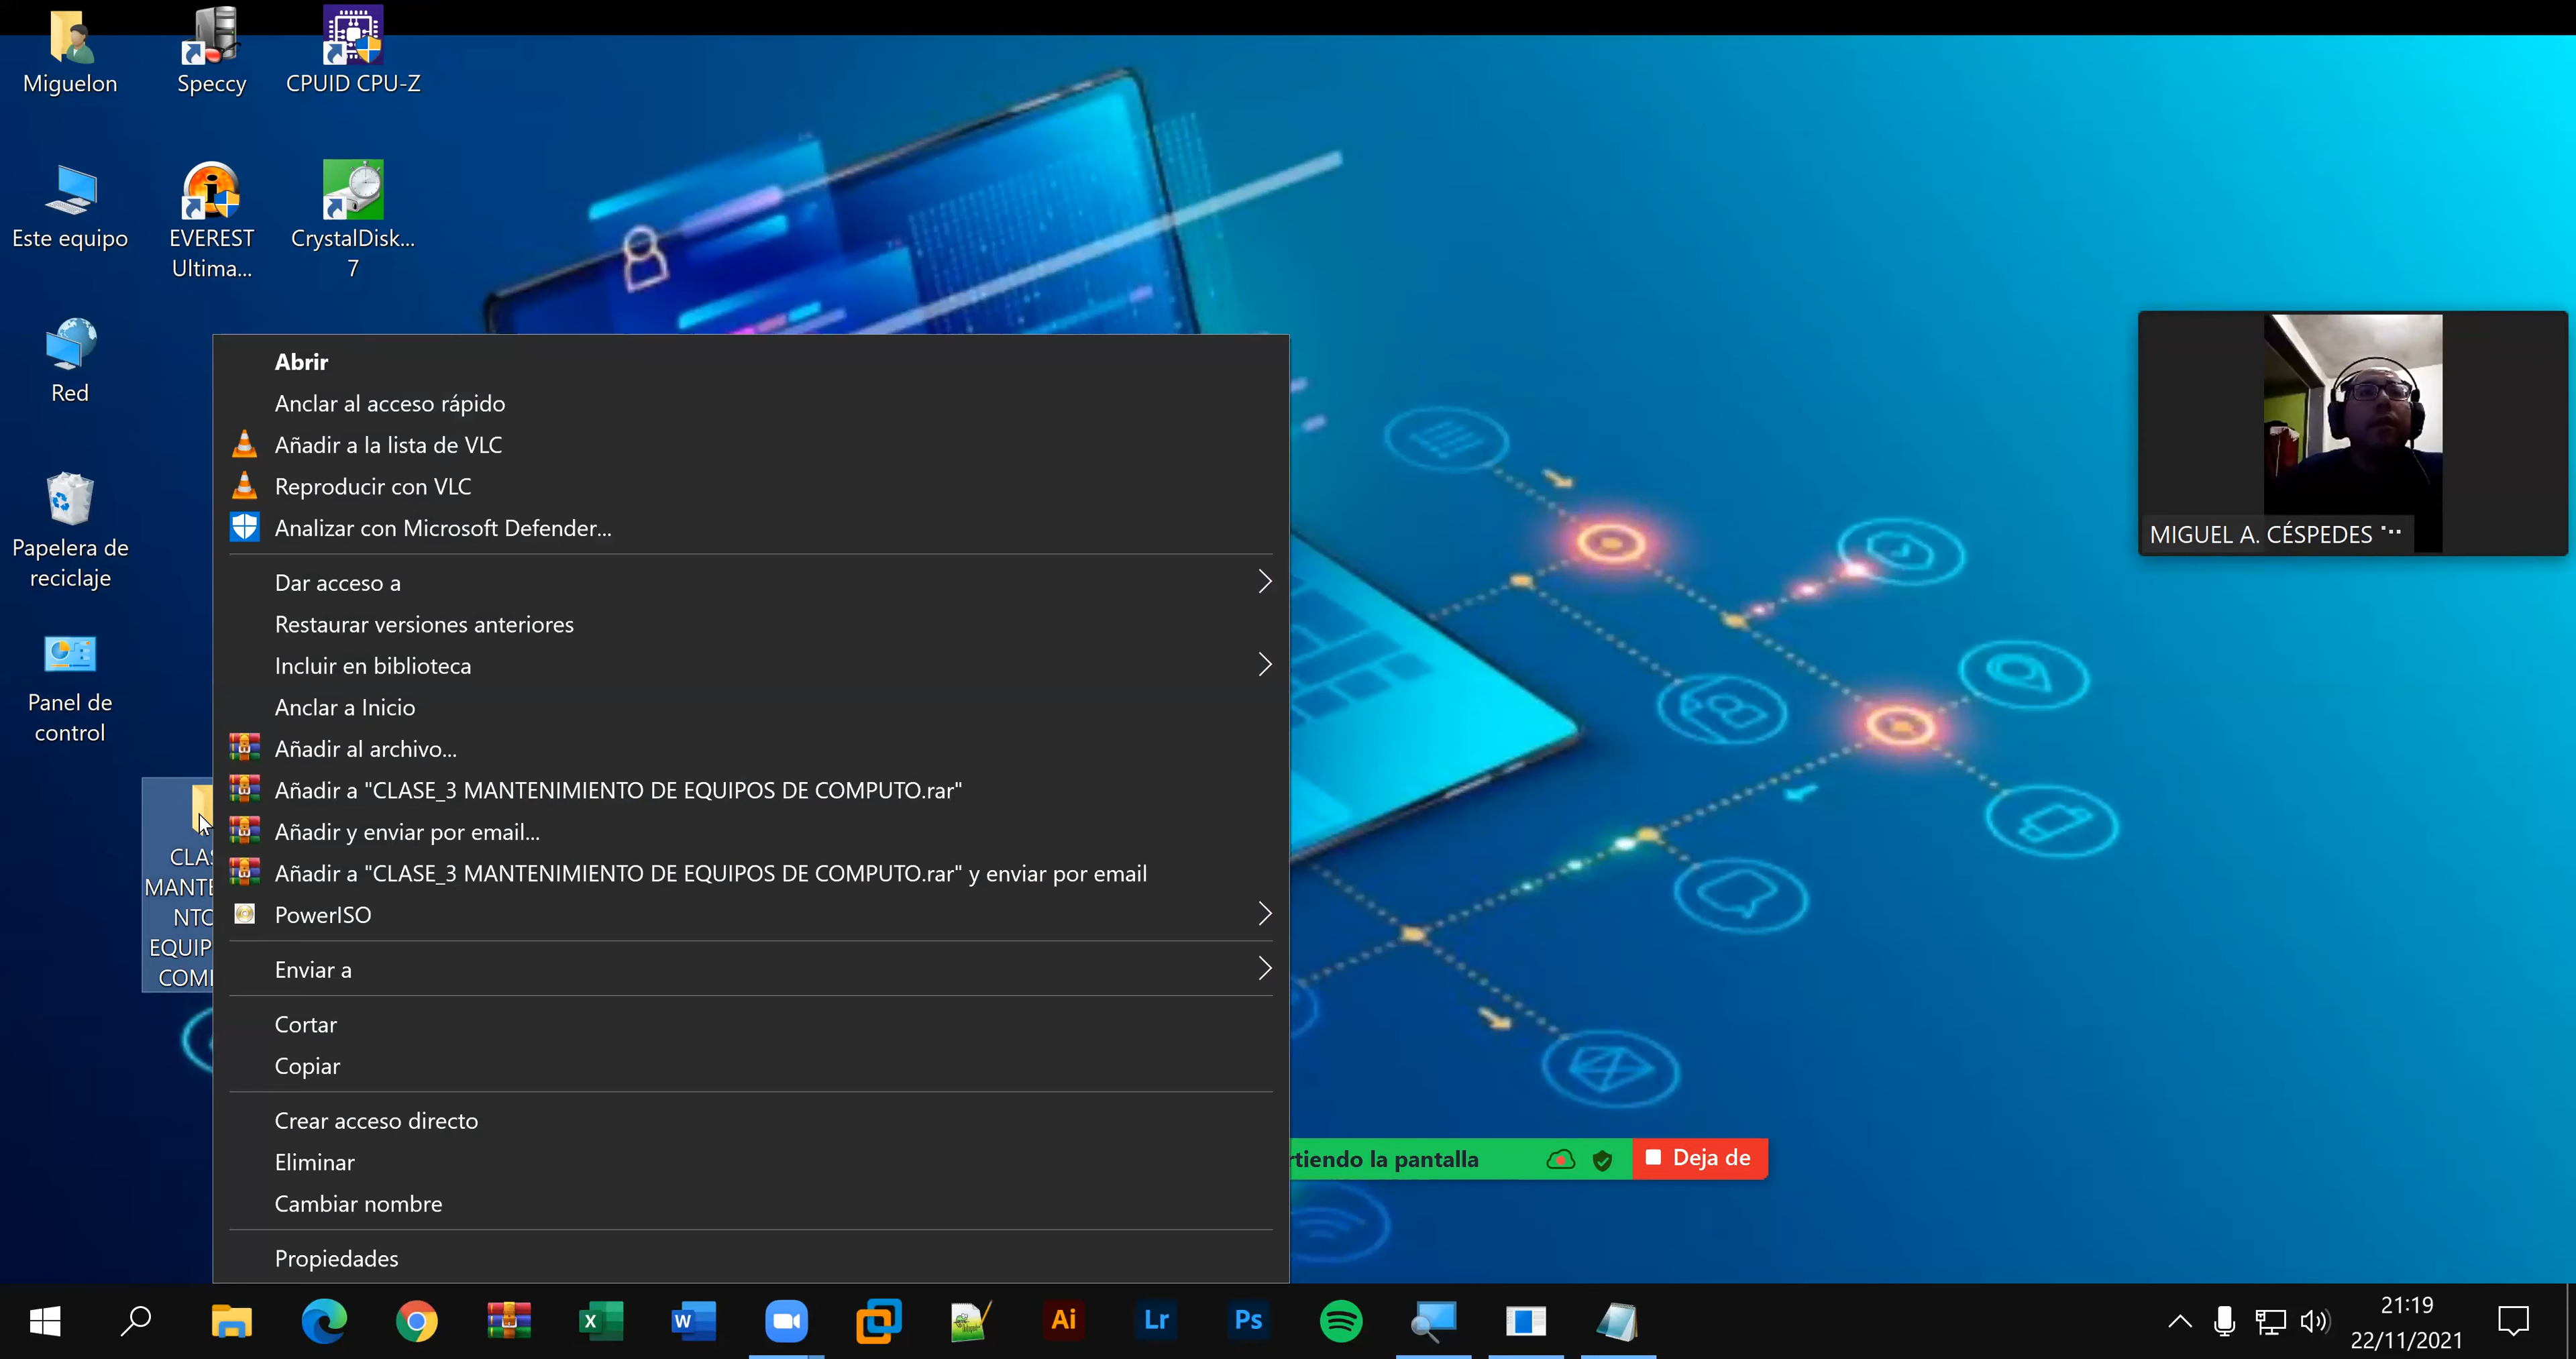 Miguelon
Speccy
CPUID CPU-Z
Este equipo
EVEREST
Ultima...
CrystalDisk...
7
Red
Papelera de
reciclaje
Panel de
control
CLAS
MANTE
NTO
EQUIP
COM
Abrir
Anclar al acceso rápido
Añadir a la lista de VLC
Reproducir con VLC
Analizar con Microsoft Defender...
Dar acceso a
Restaurar versiones anteriores
Incluir en biblioteca
Anclar a Inicio
Añadir al archivo...
Añadir a "CLASE_3 MANTENIMIENTO DE EQUIPOS DE COMPUTO.rar"
Añadir y enviar por email...
Añadir a "CLASE_3 MANTENIMIENTO DE EQUIPOS DE COMPUTO.rar" y enviar por email
PowerISO
Enviar a
Cortar
Copiar
Crear acceso directo
Eliminar
Cambiar nombre
Propiedades
MIGUEL A. CÉSPEDES ...
rtiendo la pantalla
Deja de
Ai
Lr
Ps
21:19
22/11/2021